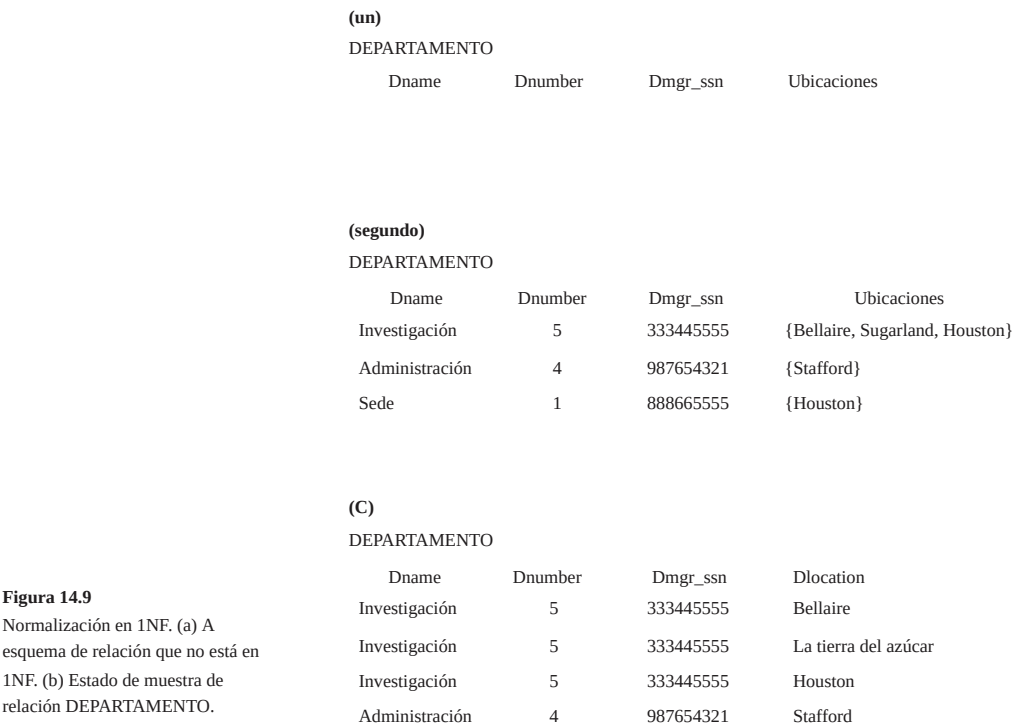 (un)
DEPARTAMENTO
Dname Dnumber Dmgr_ssn Ubicaciones
(segundo)
DEPARTAMENTO
Dname Dnumber Dmgr_ssn Ubicaciones
Investigación 5 333445555 {Bellaire, Sugarland, Houston}
Administración 4 987654321 {Stafford}
Sede 1 888665555 {Houston}
(C)
DEPARTAMENTO
Dname Dnumber Dmgr_ssn Dlocation
Investigación 5 333445555 Bellaire
Investigación 5 333445555 La tierra del azúcar
Investigación 5 333445555 Houston
Administración 4 987654321 Stafford
Figura 14.9
Normalización en 1NF. (a) A
esquema de relación que no está en
1NF. (b) Estado de muestra de
relación DEPARTAMENTO.